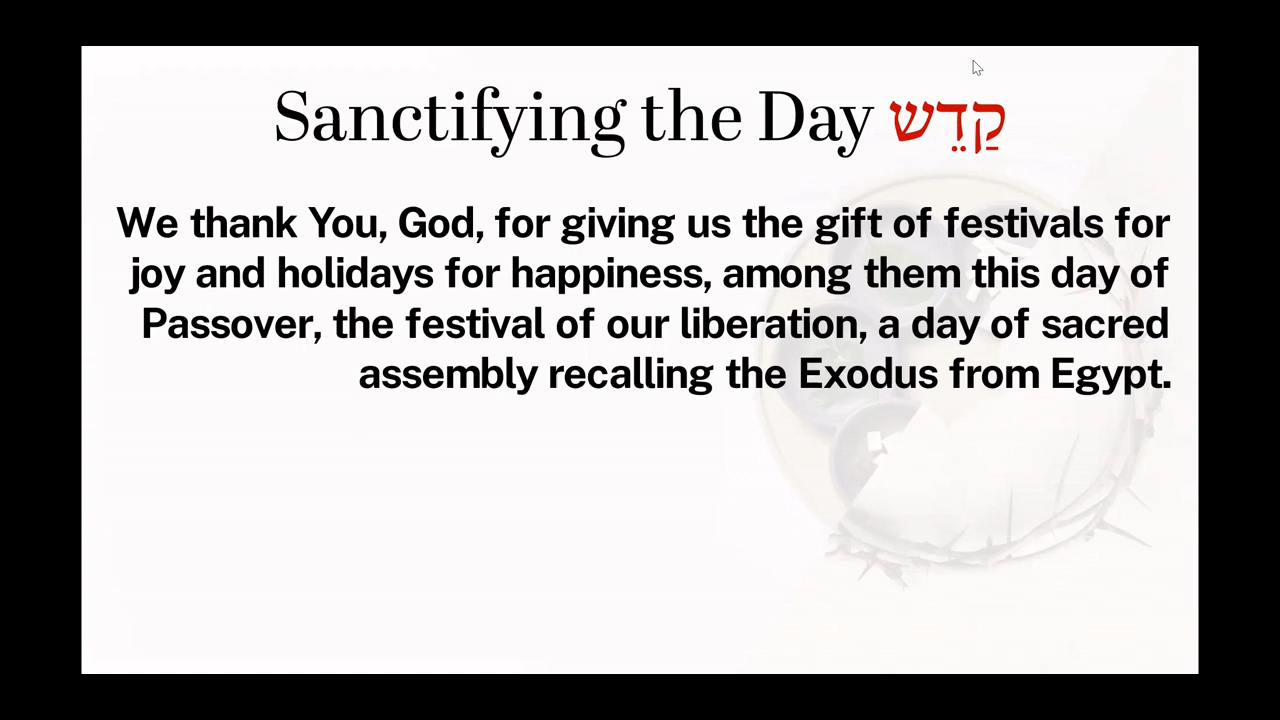 Sanctifying the Day קַדֵּש
We thank You, God, for giving us the gift of festivals for
joy and holidays for happiness, among them this day of
Passover, the festival of our liberation, a day of sacred
assembly recalling the Exodus from Egypt.